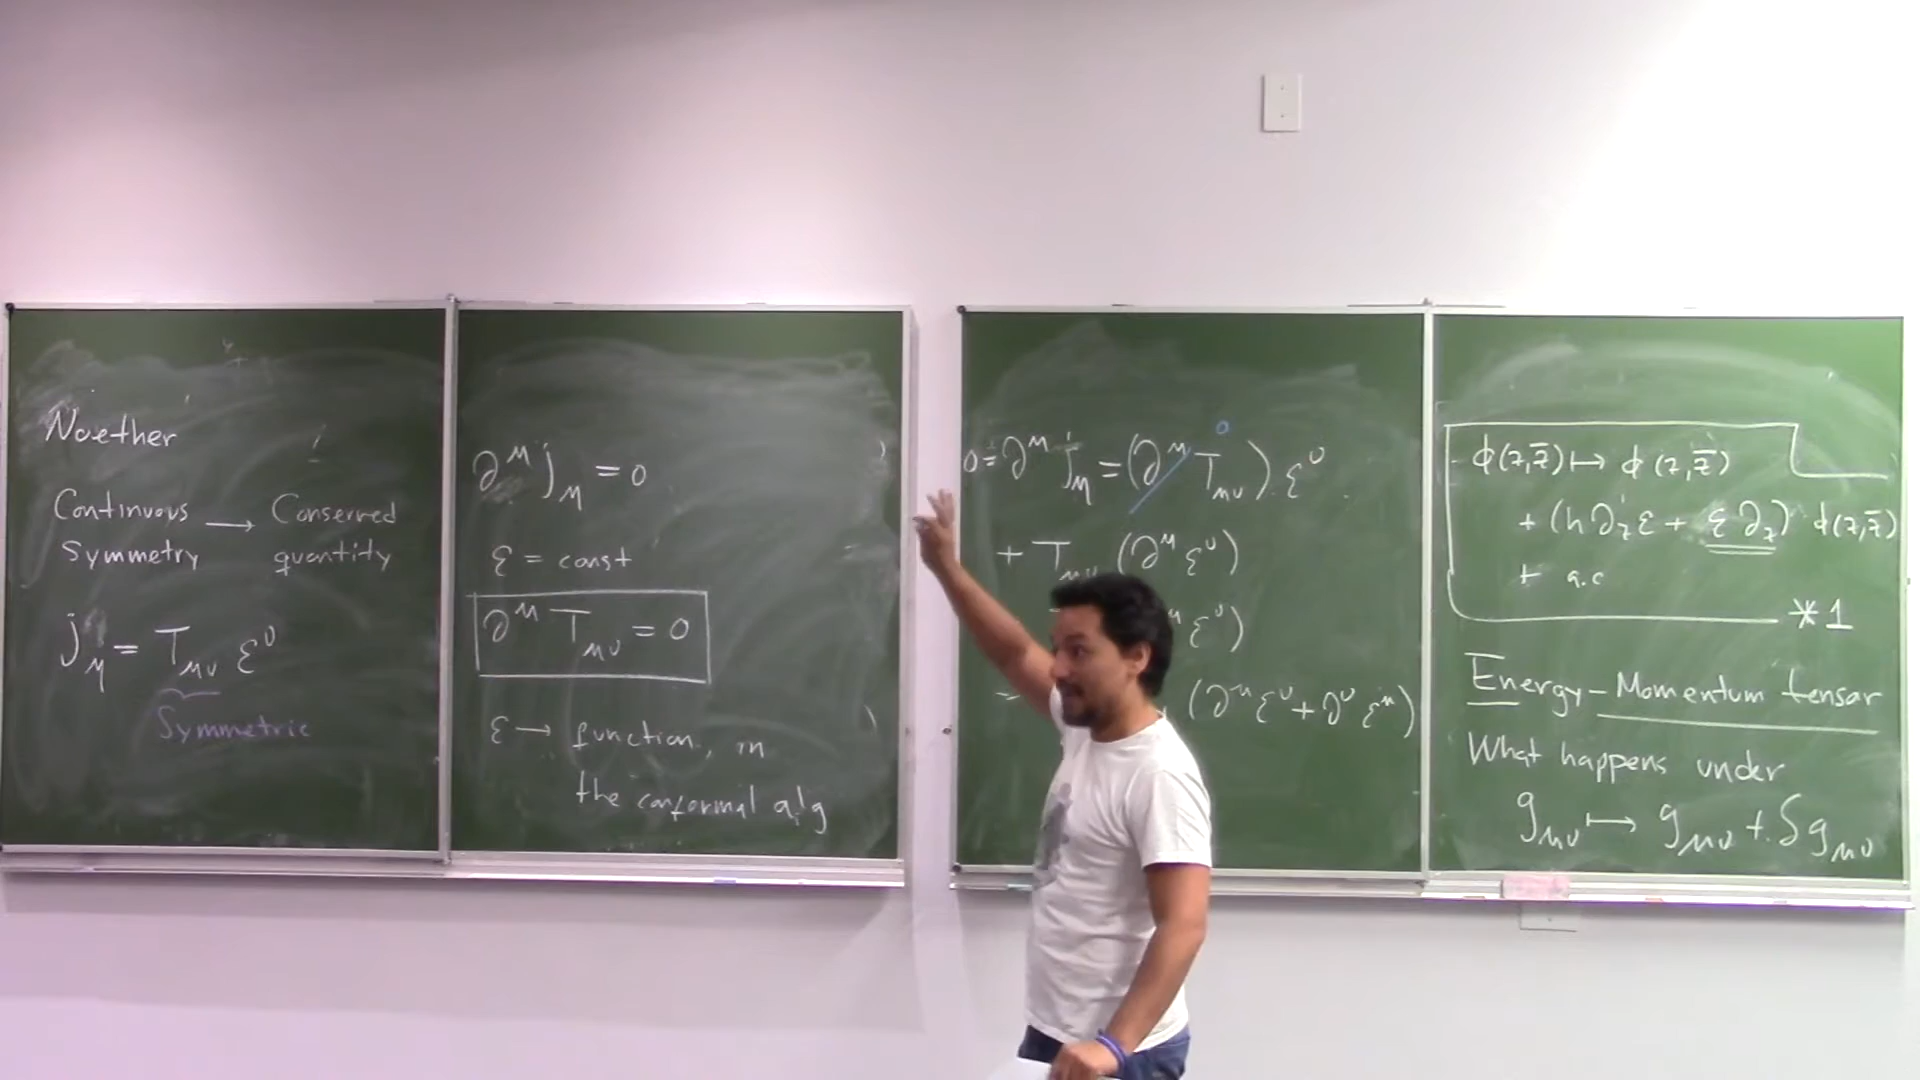 Noether
Continuous → Conserved
Symmetry quantity
j_μ = T_μν ε^ν
Symmetric
∂^μ j_μ = 0
ε = const
∂^μ T_μν = 0
ε → function, in
the conformal alg
0 = ∂^μ j_μ = (∂^μ T_μν) ε^ν
0
+ T_μν (∂^μ ε^ν)
ε^ν)
(∂^μ ε^ν + ∂^ν ε^μ)
ϕ(z,z̄) ↦ ϕ(z,z̄)
+ (h ∂_z ε + ε ∂_z) ϕ(z,z̄)
+ a.c
*1
Energy-Momentum tensor
What happens under
g_μν ↦ g_μν + δg_μν